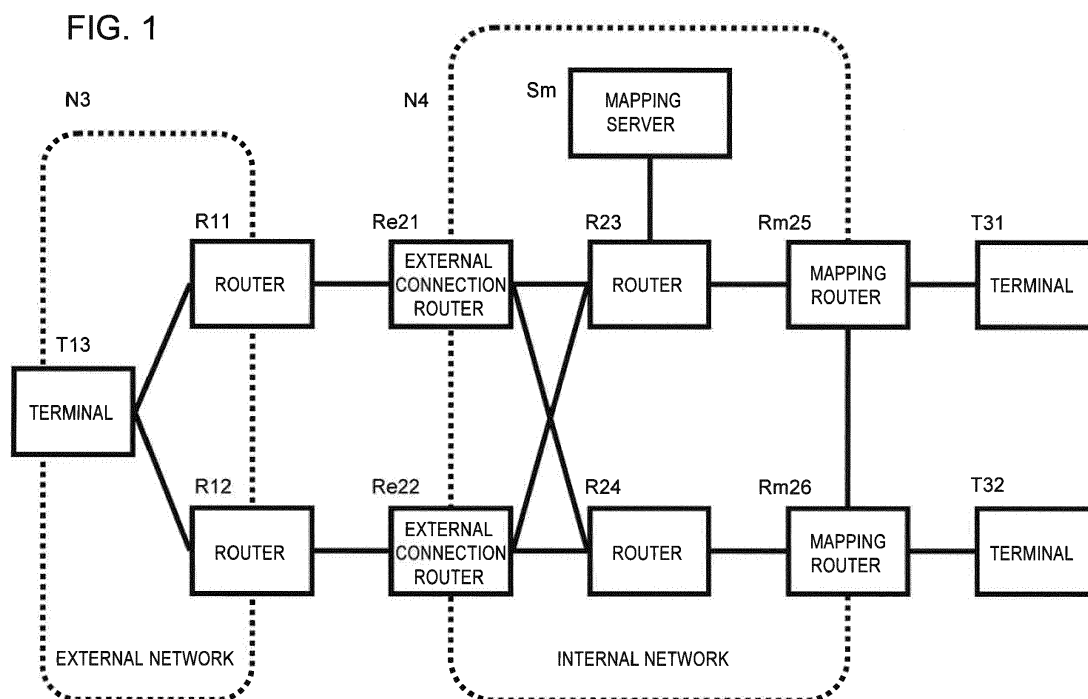 FIG. 1
N3
N4
Sm
MAPPING
SERVER
R11
Re21
R23
Rm25
T31
ROUTER
EXTERNAL
CONNECTION
ROUTER
ROUTER
MAPPING
ROUTER
TERMINAL
T13
TERMINAL
R12
Re22
R24
Rm26
T32
ROUTER
EXTERNAL
CONNECTION
ROUTER
ROUTER
MAPPING
ROUTER
TERMINAL
EXTERNAL NETWORK
INTERNAL NETWORK